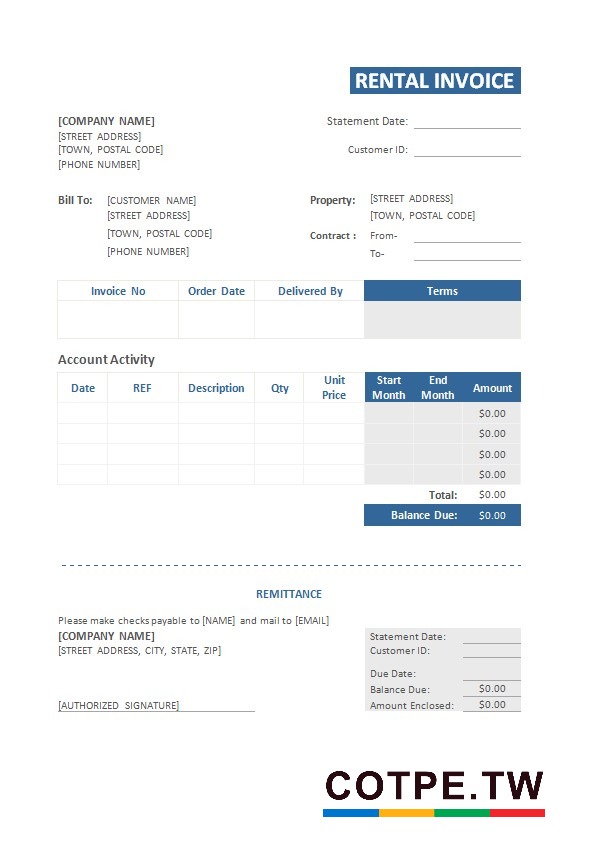 RENTAL INVOICE
[COMPANY NAME]
[STREET ADDRESS]
[TOWN, POSTAL CODE]
[PHONE NUMBER]
Statement Date:
Customer ID:
Bill To: [CUSTOMER NAME]
[STREET ADDRESS]
[TOWN, POSTAL CODE]
[PHONE NUMBER]
Property: [STREET ADDRESS]
[TOWN, POSTAL CODE]
Contract : From-
To-
Invoice No Order Date Delivered By Terms
Account Activity
Date REF Description Qty Unit Price Start Month End Month Amount
$0.00
$0.00
$0.00
$0.00
Total: $0.00
Balance Due: $0.00
REMITTANCE
Please make checks payable to [NAME] and mail to [EMAIL]
[COMPANY NAME]
[STREET ADDRESS, CITY, STATE, ZIP]
[AUTHORIZED SIGNATURE]
Statement Date:
Customer ID:
Due Date:
Balance Due: $0.00
Amount Enclosed: $0.00
COTPE.TW